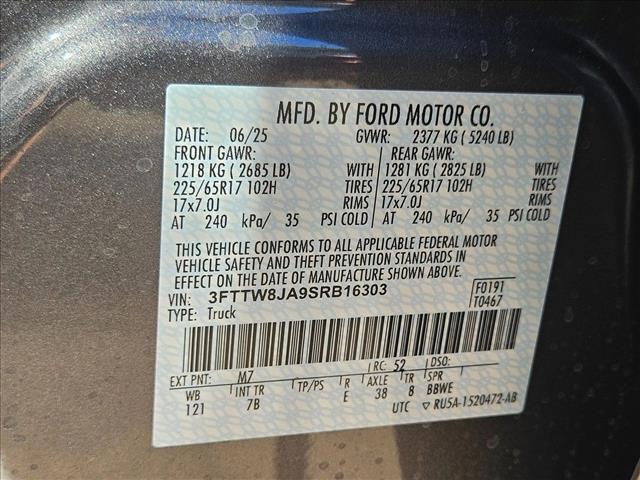 MFD. BY FORD MOTOR CO.
DATE: 06/25 GVWR: 2377 KG ( 5240 LB)
FRONT GAWR: REAR GAWR:
1218 KG ( 2685 LB) WITH 1281 KG ( 2825 LB) WITH
225/65R17 102H TIRES 225/65R17 102H TIRES
17x7.0J RIMS 17x7.0J RIMS
AT 240 kPa/ 35 PSI COLD AT 240 kPa/ 35 PSI COLD
THIS VEHICLE CONFORMS TO ALL APPLICABLE FEDERAL MOTOR
VEHICLE SAFETY AND THEFT PREVENTION STANDARDS IN
EFFECT ON THE DATE OF MANUFACTURE SHOWN ABOVE.
VIN: 3FTTW8JA9SRB16303 F0191
TYPE: Truck T0467
EXT PNT: M7 RC: 52 DSO:
WB INT TR TP/PS R AXLE TR SPR
121 7B E 38 8 BBWE
UTC ▽ RU5A-1520472-AB